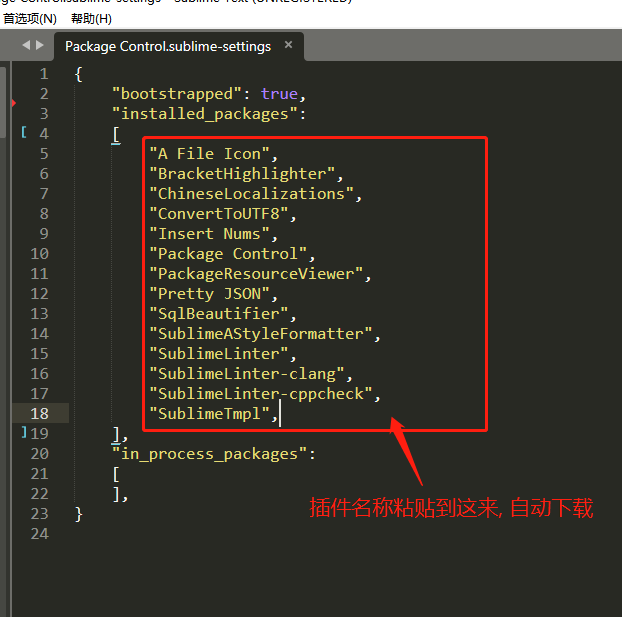 ge Control.sublime-settings - Sublime Text (UNREGISTERED)
首选项(N) 帮助(H)
Package Control.sublime-settings ×
1 {
2 "bootstrapped": true,
3 "installed_packages":
4 [
5 "A File Icon",
6 "BracketHighlighter",
7 "ChineseLocalizations",
8 "ConvertToUTF8",
9 "Insert Nums",
10 "Package Control",
11 "PackageResourceViewer",
12 "Pretty JSON",
13 "SqlBeautifier",
14 "SublimeAStyleFormatter",
15 "SublimeLinter",
16 "SublimeLinter-clang",
17 "SublimeLinter-cppcheck",
18 "SublimeTmpl",
19 ],
20 "in_process_packages":
21 [
22 ],
23 }
24
插件名称粘贴到这来, 自动下载